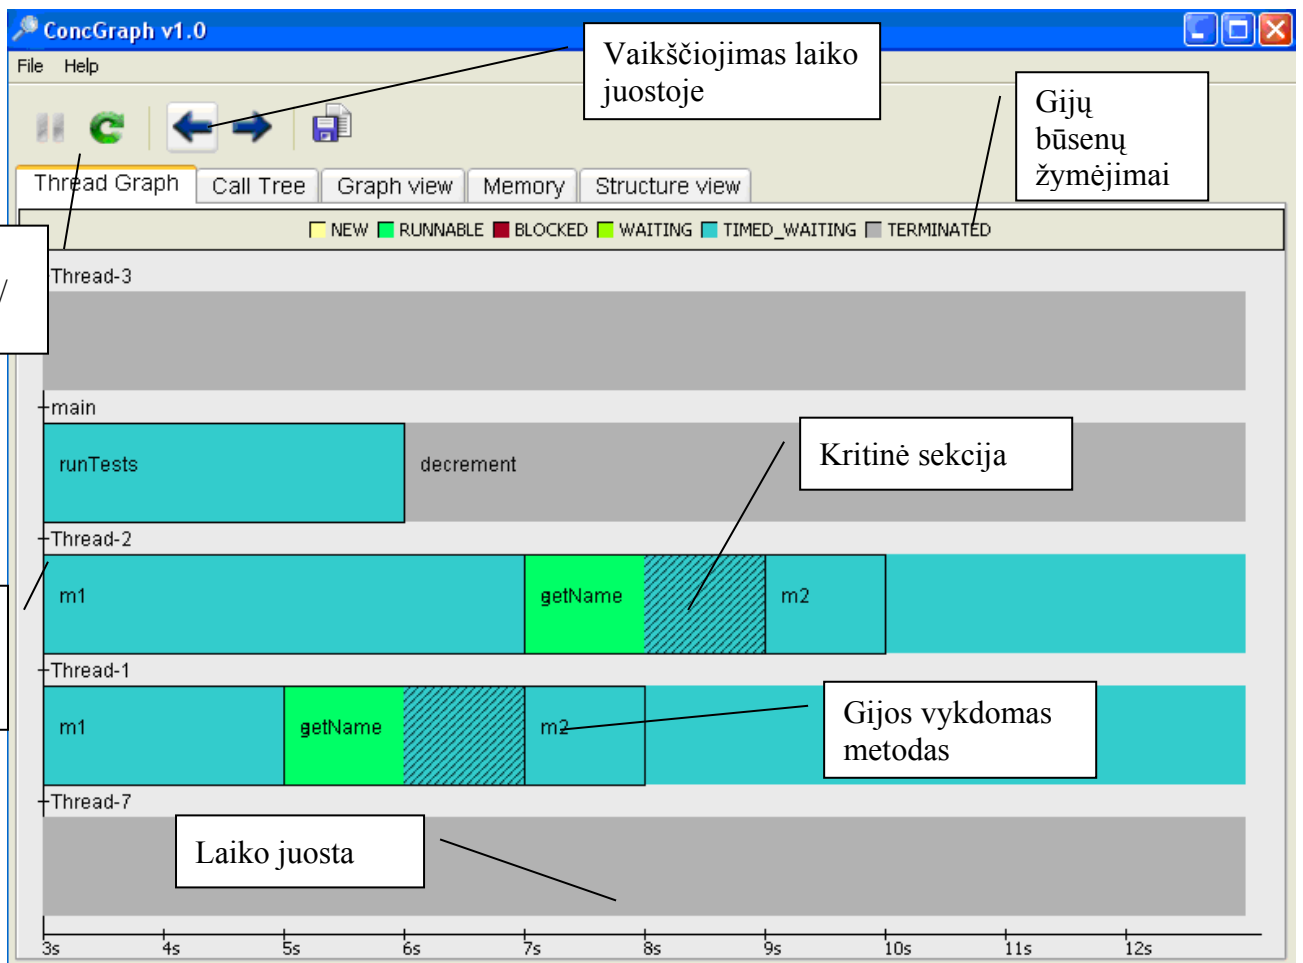 ConcGraph v1.0
File Help
Vaikščiojimas laiko
juostoje
Gijų
būsenų
žymėjimai
Thread Graph Call Tree Graph view Memory Structure view
NEW RUNNABLE BLOCKED WAITING TIMED_WAITING TERMINATED
/
Thread-3
main
runTests decrement
Kritinė sekcija
Thread-2
m1 getName m2
Thread-1
m1 getName m2
Gijos vykdomas
metodas
Thread-7
Laiko juosta
3s 4s 5s 6s 7s 8s 9s 10s 11s 12s